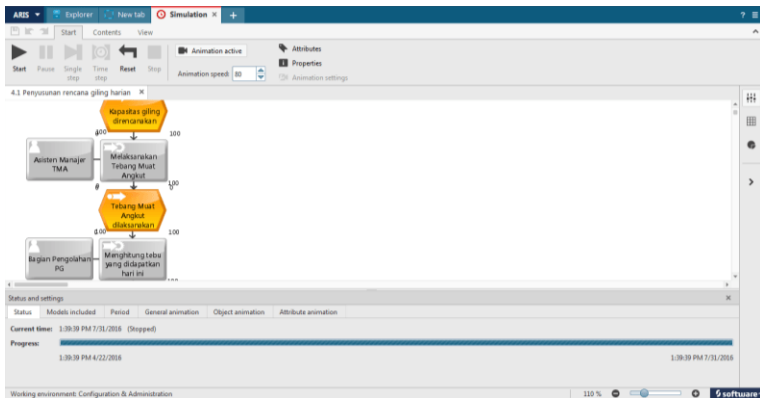 ARIS
Explorer
New tab
Simulation ×
+
?
Start
Contents
View
Start
Pause
Single step
Time step
Reset
Stop
Animation active
Animation speed: 80
Attributes
Properties
Animation settings
4.1 Penyusunan rencana giling harian ×
Kapasitas giling
direncanakan
100
Asisten Manajer
TMA
Melaksanakan
Tebang Muat
Angkut
100
Tebang Muat
Angkut
dilaksanakan
100
Bagian Pengolahan
PG
Menghitung tebu
yang didapatkan
hari ini
Status and settings
Status
Models included
Period
General animation
Object animation
Attribute animation
Current time: 1:39:39 PM 7/31/2016 (Stopped)
Progress:
1:39:39 PM 4/22/2016
1:39:39 PM 7/31/2016
Working environment: Configuration & Administration
110 %
software